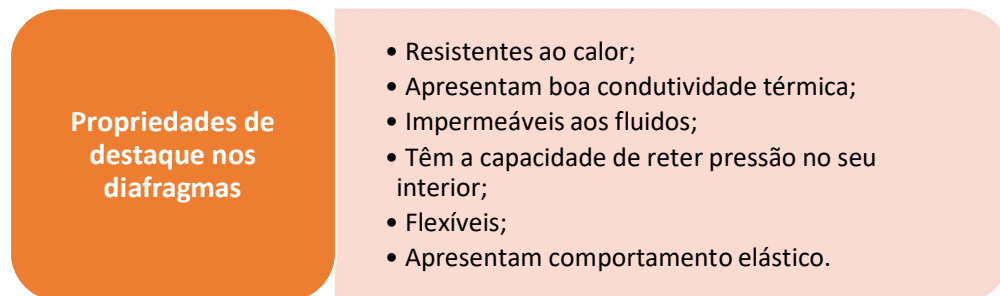 Propriedades de
destaque nos
diafragmas
• Resistentes ao calor;
• Apresentam boa condutividade térmica;
• Impermeáveis aos fluidos;
• Têm a capacidade de reter pressão no seu
interior;
• Flexíveis;
• Apresentam comportamento elástico.